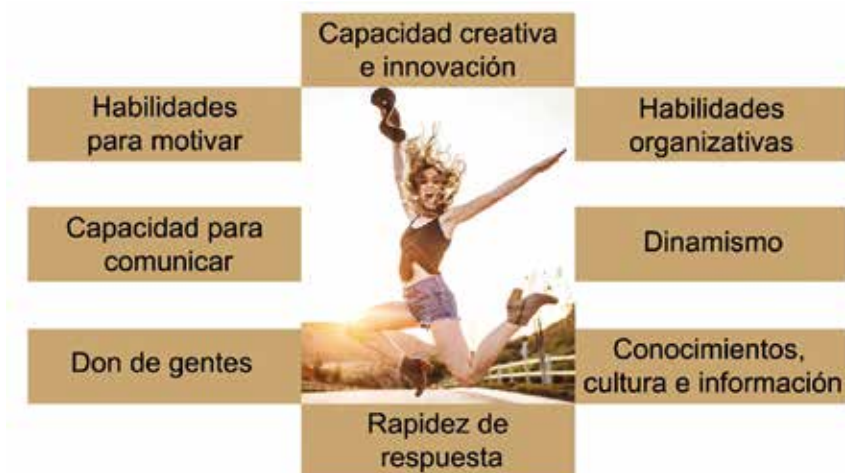 Capacidad creativa
e innovación
Habilidades
para motivar
Habilidades
organizativas
Capacidad para
comunicar
Dinamismo
Don de gentes
Conocimientos,
cultura e información
Rapidez de
respuesta